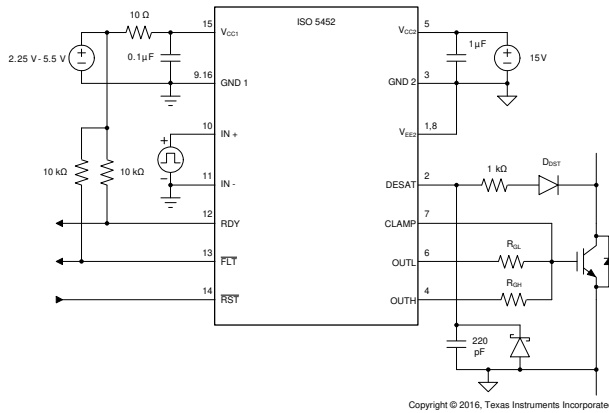 ISO 5452
10 Ω
15
VCC1
2.25 V - 5.5 V
0.1µF
9,16
GND 1
10
IN +
+
−
10 kΩ
10 kΩ
11
IN -
12
RDY
13
FLT
14
RST
VCC2
5
1µF
15V
GND 2
3
VEE2
1,8
DESAT
2
1 kΩ
DDST
CLAMP
7
OUTL
6
RGL
OUTH
4
RGH
220
pF
Copyright © 2016, Texas Instruments Incorporated